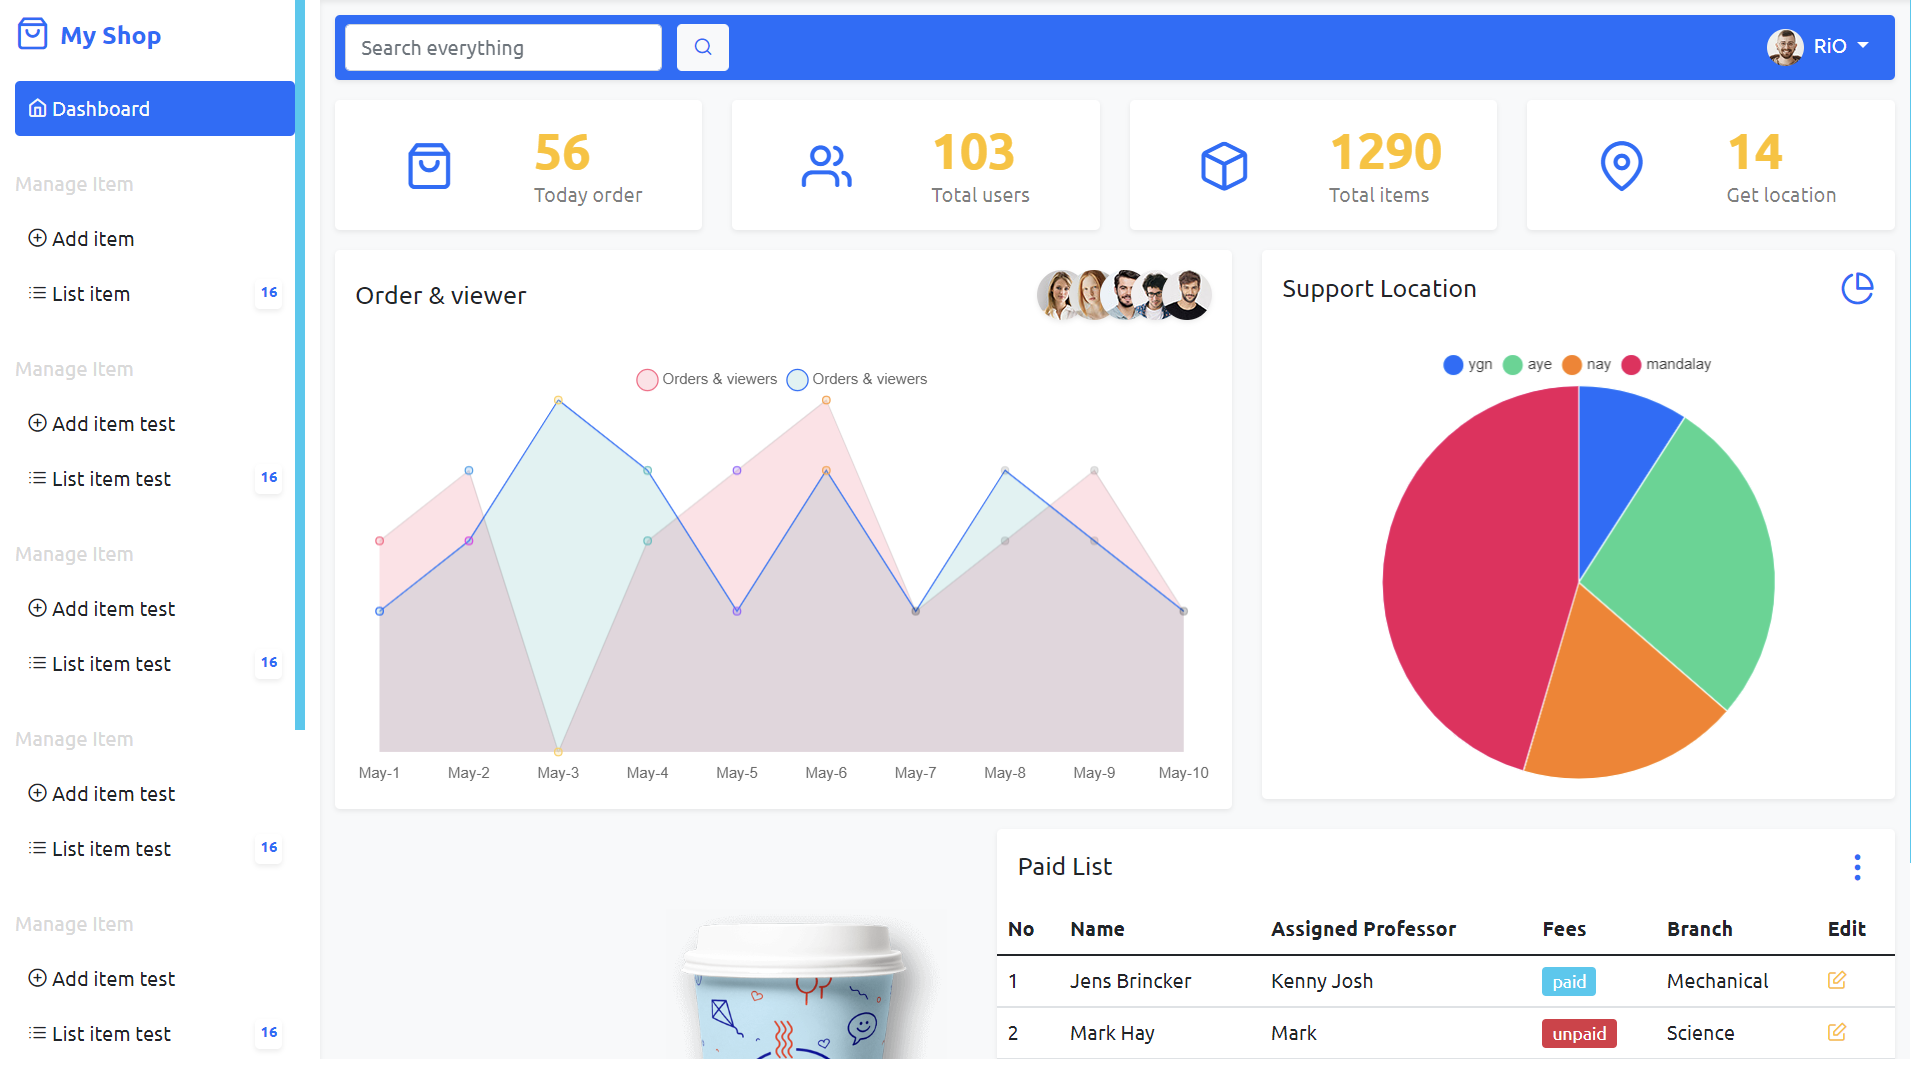 My Shop
Dashboard
Manage Item
Add item
List item 16
Manage Item
Add item test
List item test 16
Manage Item
Add item test
List item test 16
Manage Item
Add item test
List item test 16
Manage Item
Add item test
List item test 16
Search everything
RiO
56
Today order
103
Total users
1290
Total items
14
Get location
Order & viewer
Orders & viewers Orders & viewers
May-1 May-2 May-3 May-4 May-5 May-6 May-7 May-8 May-9 May-10
Support Location
ygn aye nay mandalay
Paid List
No Name Assigned Professor Fees Branch Edit
1 Jens Brincker Kenny Josh paid Mechanical
2 Mark Hay Mark unpaid Science